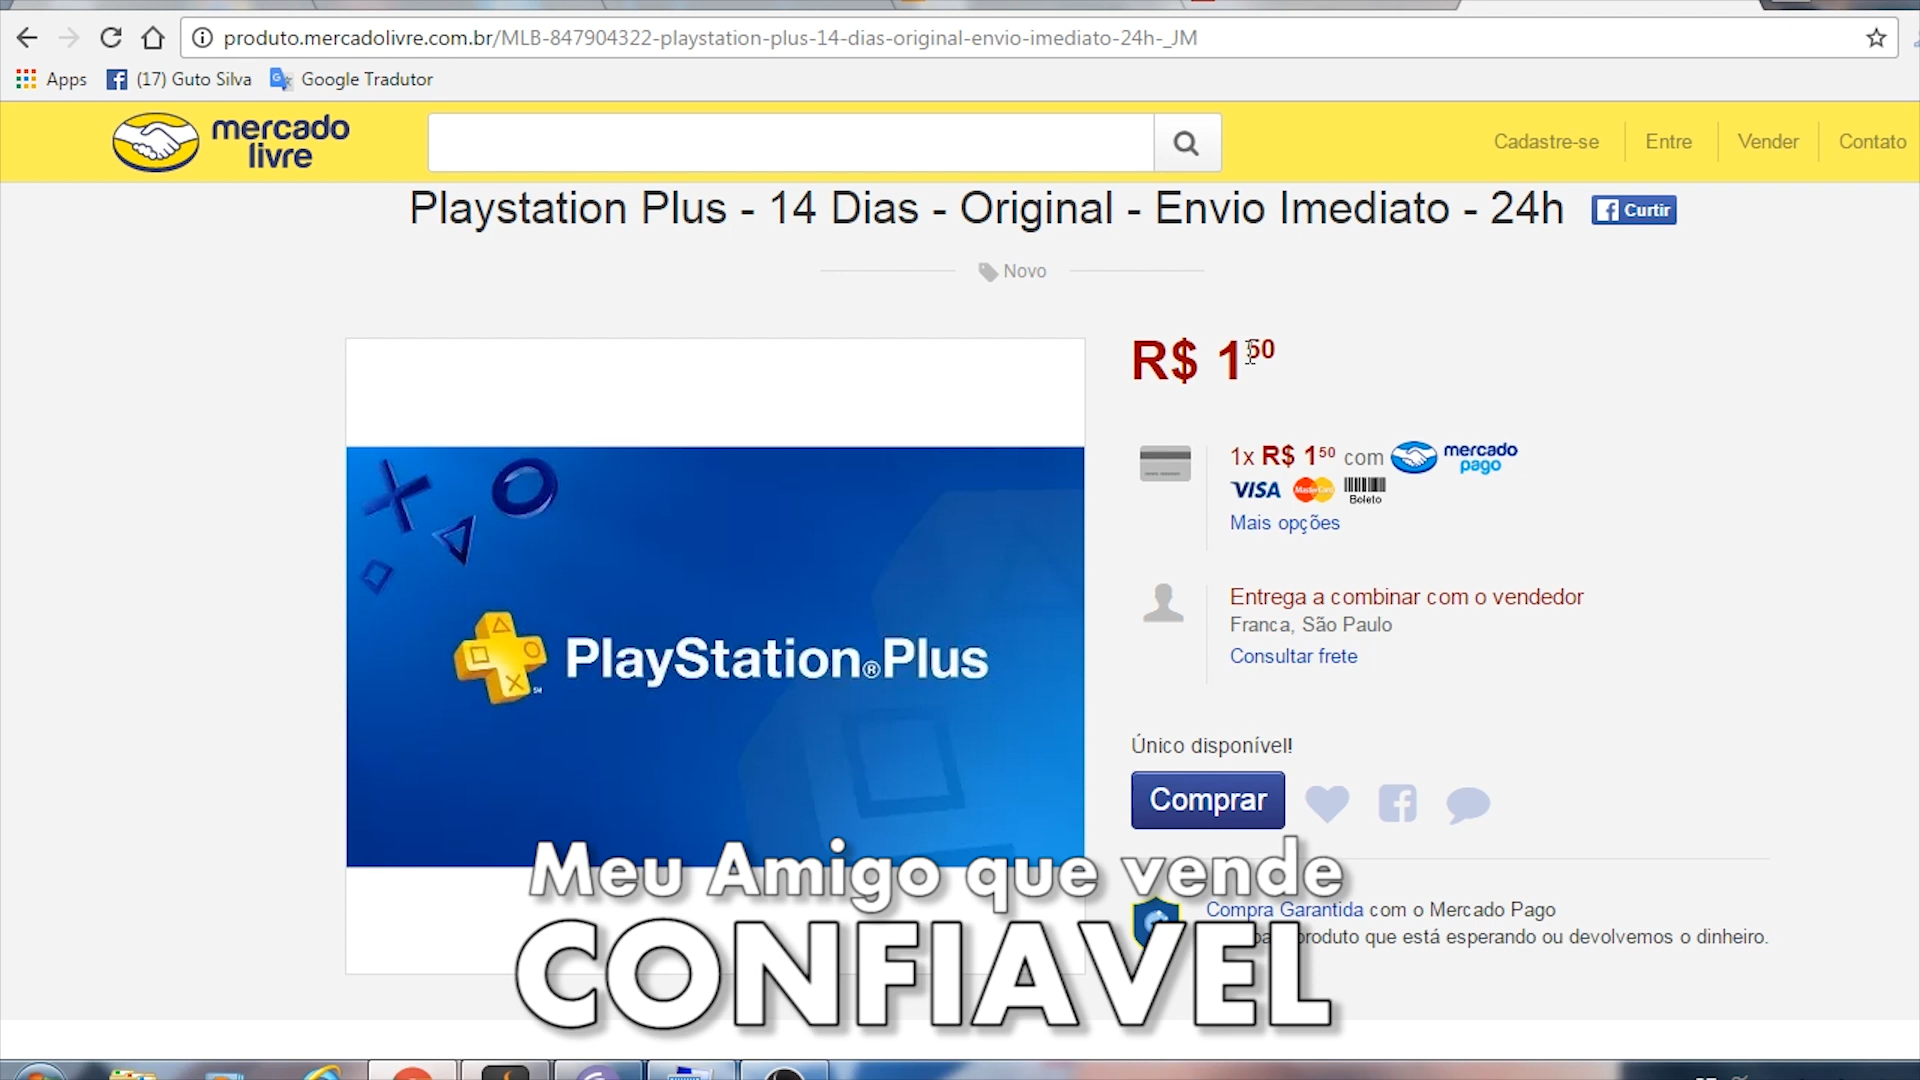 produto.mercadolivre.com.br/MLB-847904322-playstation-plus-14-dias-original-envio-imediato-24h-_JM
Apps (17) Guto Silva Google Tradutor
mercado
livre
Cadastre-se Entre Vender Contato
Playstation Plus - 14 Dias - Original - Envio Imediato - 24h Curtir
Novo
R$ 1 50
1x R$ 1 50 com mercado pago
VISA MasterCard Boleto
Mais opções
Entrega a combinar com o vendedor
Franca, São Paulo
Consultar frete
PlayStation®Plus
Único disponível!
Comprar
Compra Garantida com o Mercado Pago
produto que está esperando ou devolvemos o dinheiro.
Meu Amigo que vende
CONFIAVEL